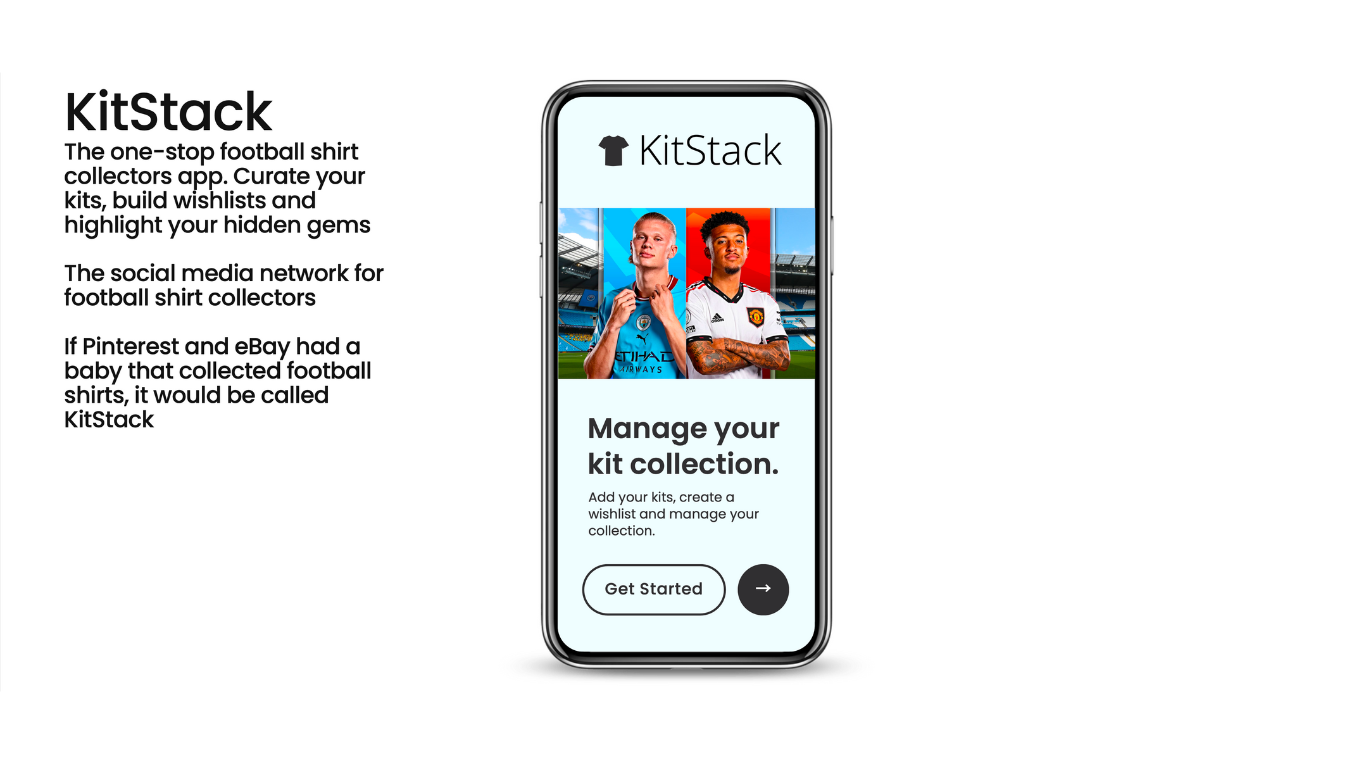 KitStack
The one-stop football shirt
collectors app. Curate your
kits, build wishlists and
highlight your hidden gems
The social media network for
football shirt collectors
If Pinterest and eBay had a
baby that collected football
shirts, it would be called
KitStack
KitStack
ETIHAD
AIRWAYS
adidas
Manage your
kit collection.
Add your kits, create a
wishlist and manage your
collection.
Get Started →